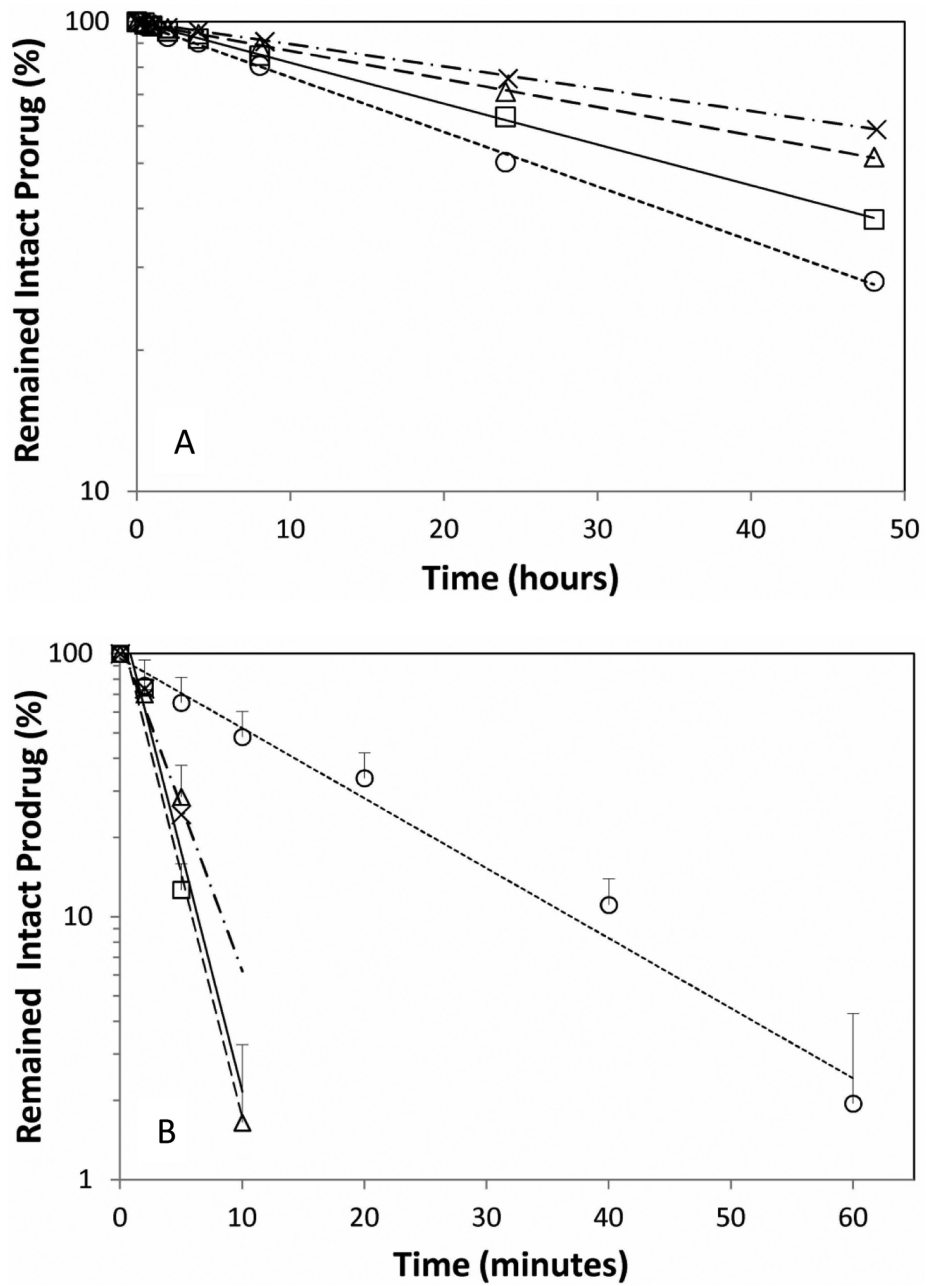 100
Remained Intact Prorug (%)
A
10
0 10 20 30 40 50
Time (hours)
100
Remained Intact Prodrug (%)
10
B
1
0 10 20 30 40 50 60
Time (minutes)